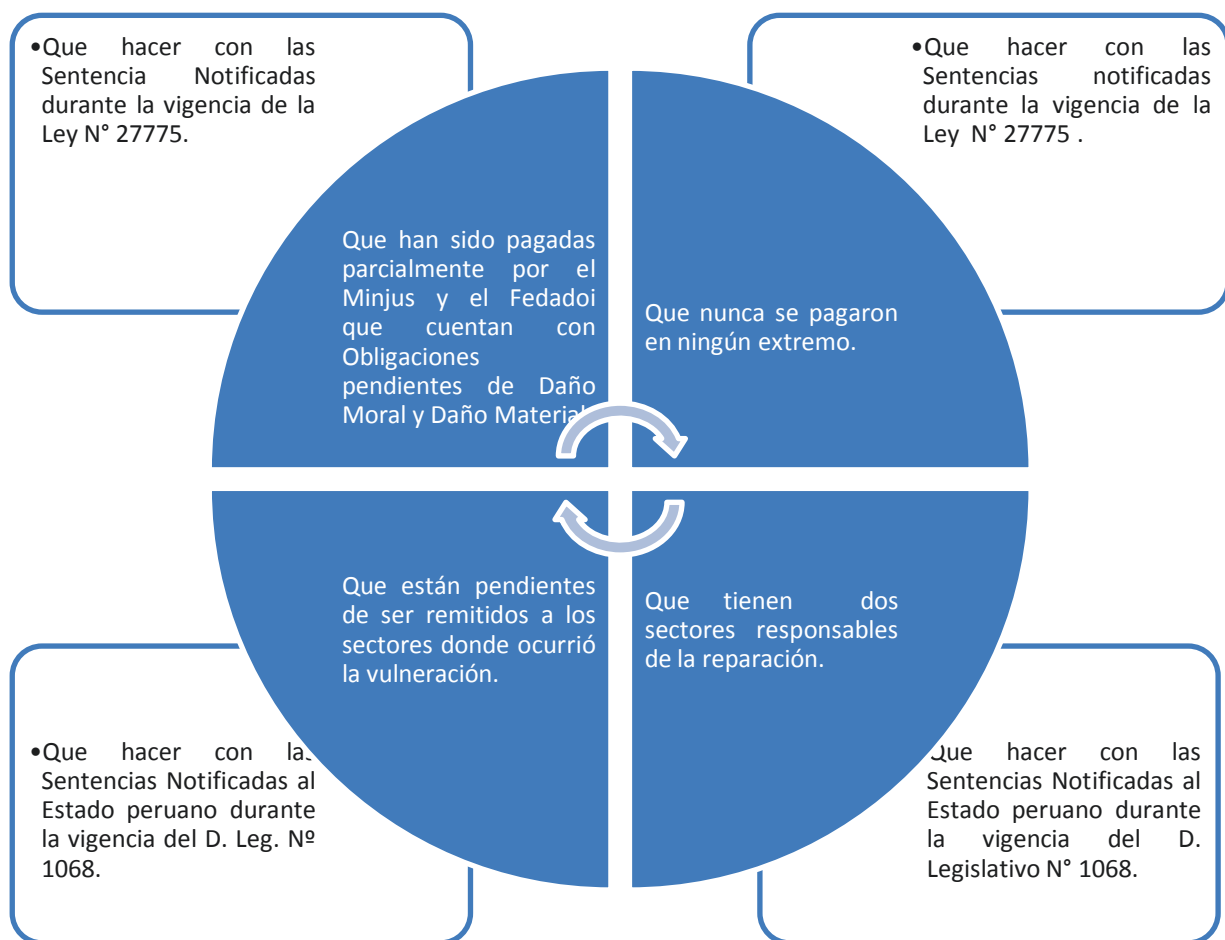 •Que hacer con las
Sentencia Notificadas
durante la vigencia de la
Ley N° 27775.
•Que hacer con las
Sentencias notificadas
durante la vigencia de la
Ley N° 27775 .
Que han sido pagadas
parcialmente por el
Minjus y el Fedadoi
que cuentan con
Obligaciones
pendientes de Daño
Moral y Daño Material
Que nunca se pagaron
en ningún extremo.
Que están pendientes
de ser remitidos a los
sectores donde ocurrió
la vulneración.
Que tienen dos
sectores responsables
de la reparación.
•Que hacer con las
Sentencias Notificadas al
Estado peruano durante
la vigencia del D. Leg. Nº
1068.
Que hacer con las
Sentencias Notificadas al
Estado peruano durante
la vigencia del D.
Legislativo N° 1068.